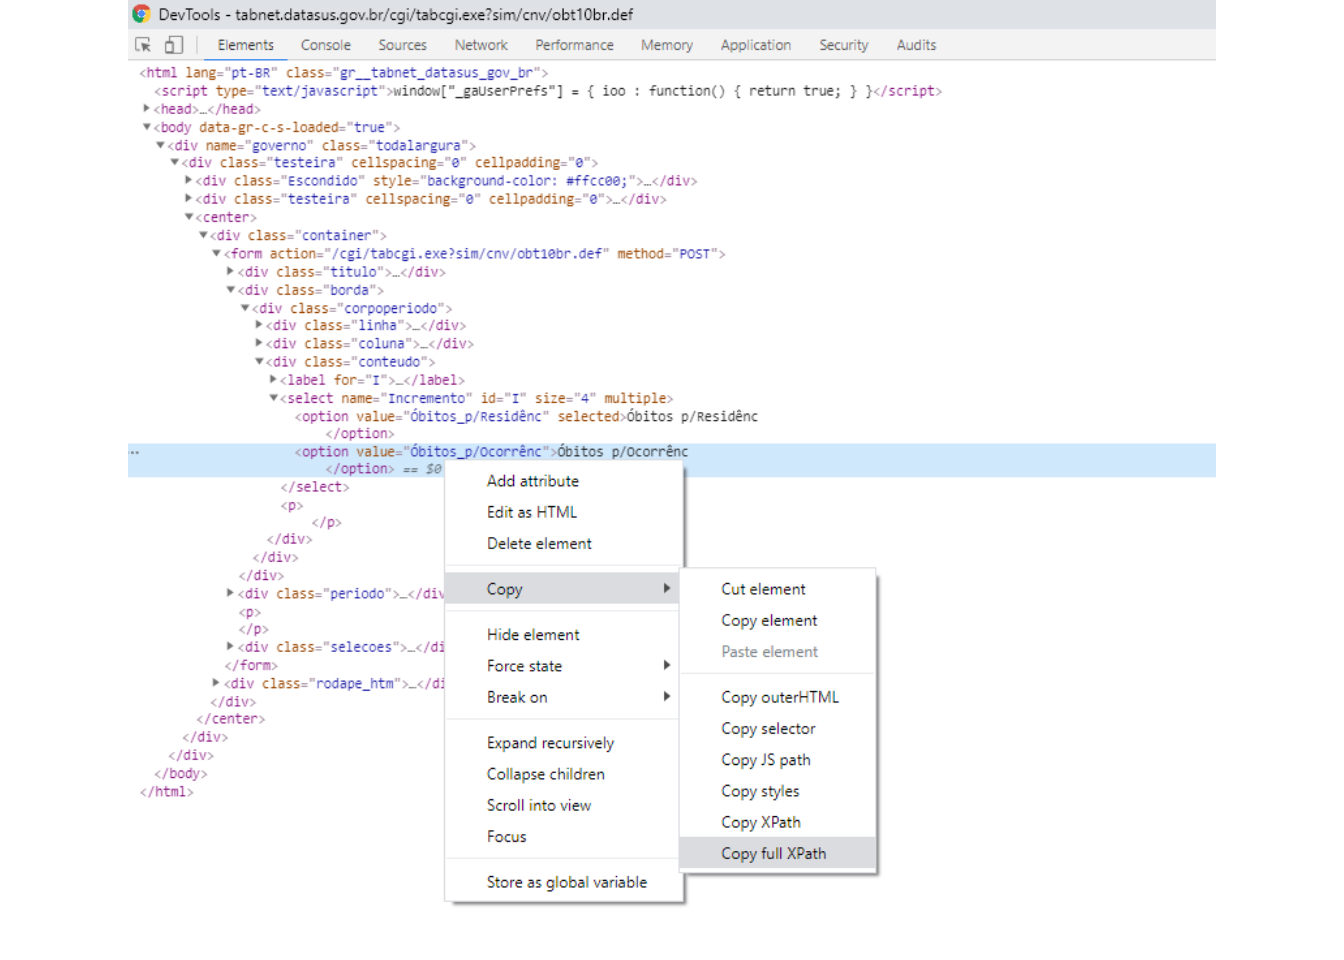 DevTools - tabnet.datasus.gov.br/cgi/tabcgi.exe?sim/cnv/obt10br.def
Elements Console Sources Network Performance Memory Application Security Audits
<html lang="pt-BR" class="gr__tabnet_datasus_gov_br">
<script type="text/javascript">window["_gaUserPrefs"] = { ioo : function() { return true; } }</script>
<head>…</head>
<body data-gr-c-s-loaded="true">
<div name="governo" class="todalargura">
<div class="testeira" cellspacing="0" cellpadding="0">
<div class="Escondido" style="background-color: #ffcc00;">…</div>
<div class="testeira" cellspacing="0" cellpadding="0">…</div>
<center>
<div class="container">
<form action="/cgi/tabcgi.exe?sim/cnv/obt10br.def" method="POST">
<div class="titulo">…</div>
<div class="borda">
<div class="corpoperiodo">
<div class="linha">…</div>
<div class="coluna">…</div>
<div class="conteudo">
<label for="I">…</label>
<select name="Incremento" id="I" size="4" multiple>
<option value="Óbitos_p/Residênc" selected>Óbitos p/Residênc
</option>
<option value="Óbitos_p/Ocorrênc">Óbitos p/Ocorrênc
</option> == $0
</select>
<p>
</p>
</div>
</div>
</div>
<div class="periodo">…</div
<p>
</p>
<div class="selecoes">…</di
</form>
<div class="rodape_htm">…</di
</div>
</center>
</div>
</div>
</body>
</html>
Add attribute
Edit as HTML
Delete element
Copy
Hide element
Force state
Break on
Expand recursively
Collapse children
Scroll into view
Focus
Store as global variable
Cut element
Copy element
Paste element
Copy outerHTML
Copy selector
Copy JS path
Copy styles
Copy XPath
Copy full XPath